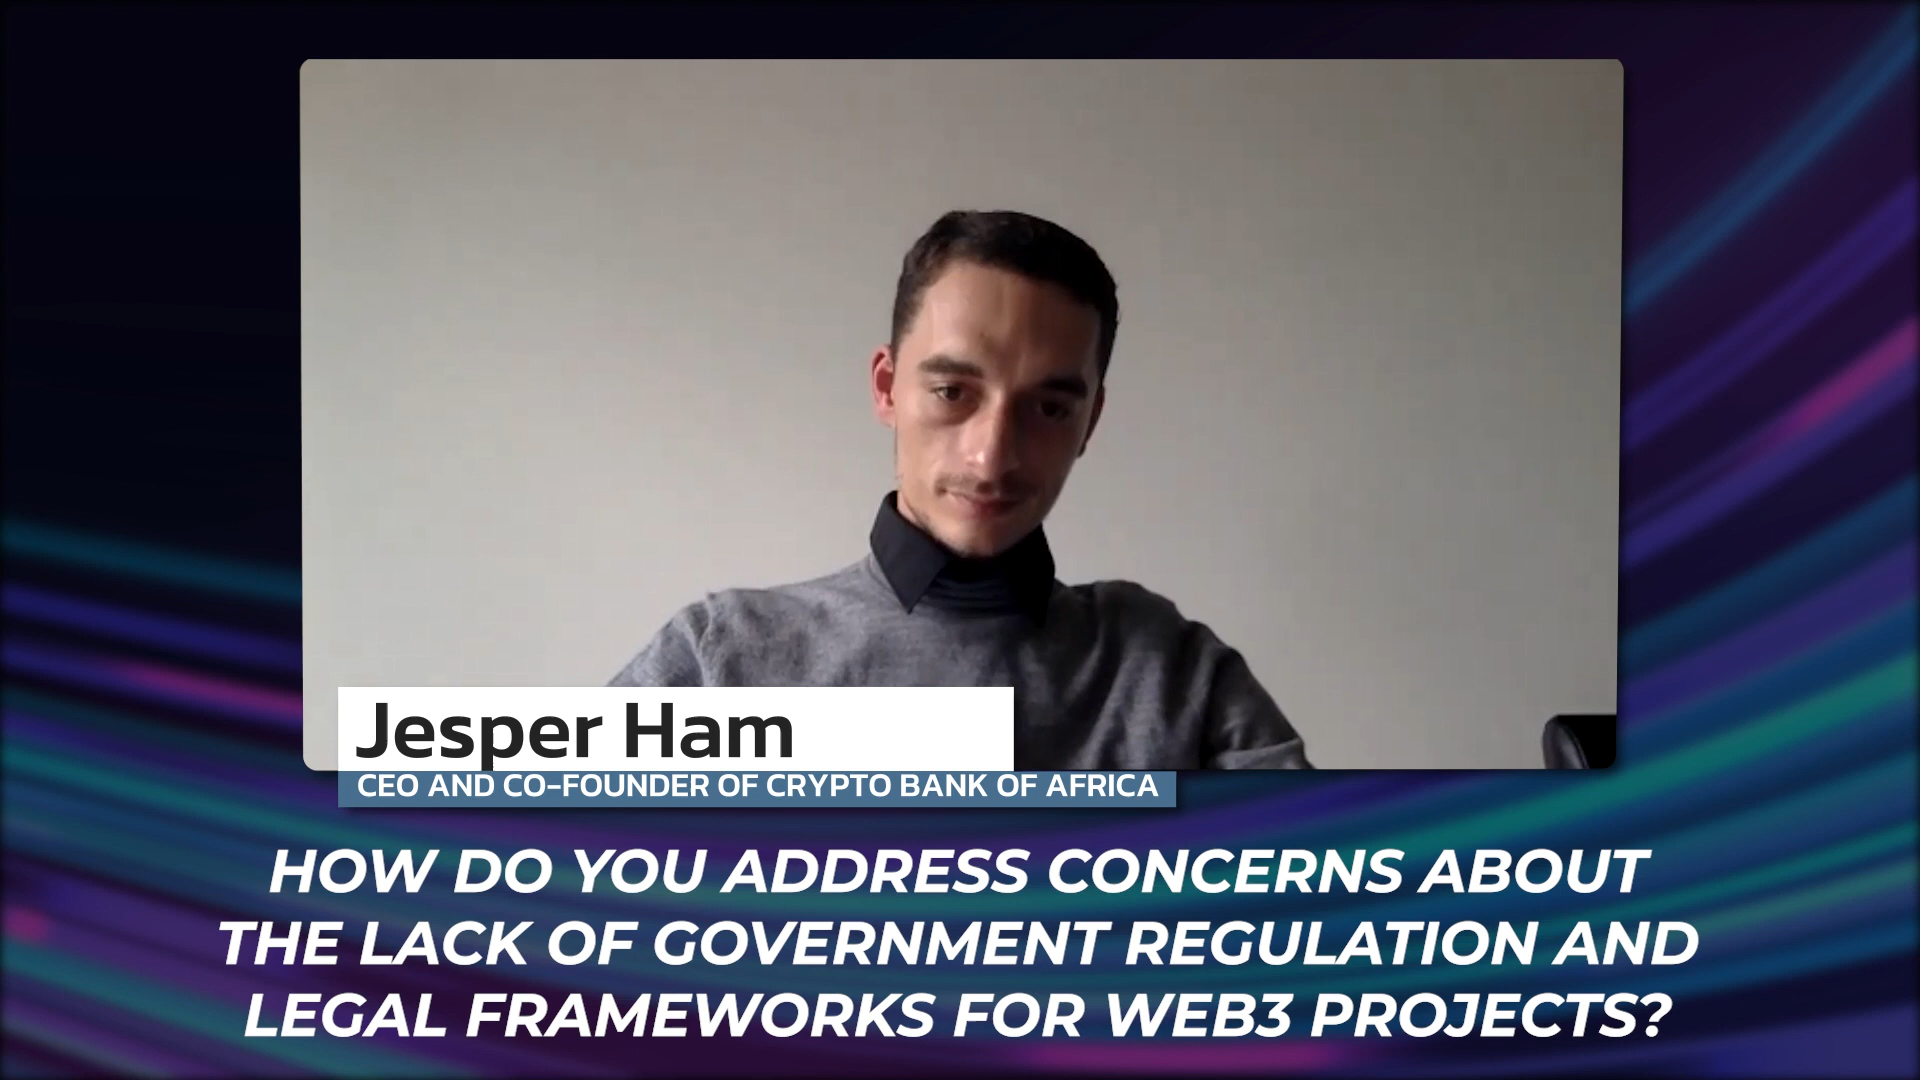 Jesper Ham
CEO AND CO-FOUNDER OF CRYPTO BANK OF AFRICA
HOW DO YOU ADDRESS CONCERNS ABOUT
THE LACK OF GOVERNMENT REGULATION AND
LEGAL FRAMEWORKS FOR WEB3 PROJECTS?